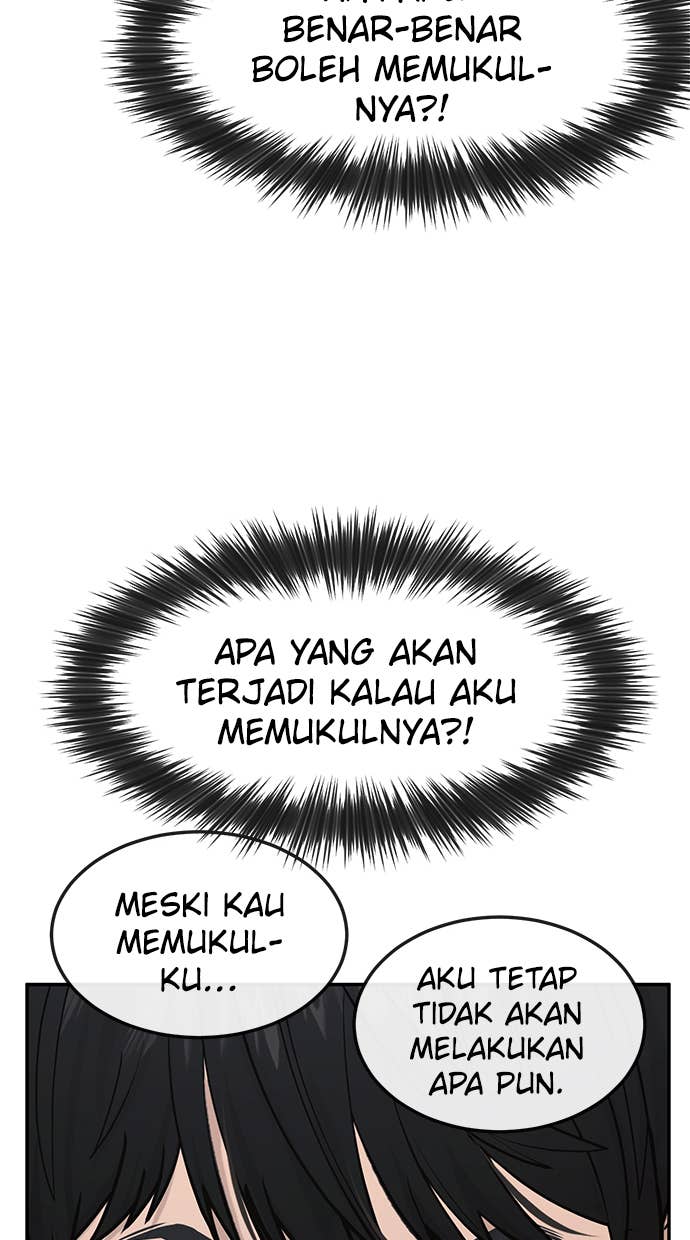 BENAR-BENAR
BOLEH MEMUKUL-
NYA?!
APA YANG AKAN
TERJADI KALAU AKU
MEMUKULNYA?!
MESKI KAU
MEMUKUL-
KU...
AKU TETAP
TIDAK AKAN
MELAKUKAN
APA PUN.